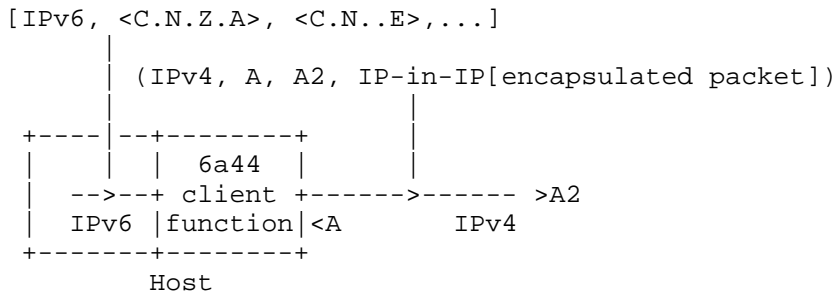 [IPv6, <C.N.Z.A>, <C.N..E>,...]
(IPv4, A, A2, IP-in-IP[encapsulated packet])
6a44
-->--+ client +------>------ >A2
IPv6 |function|<A IPv4
Host